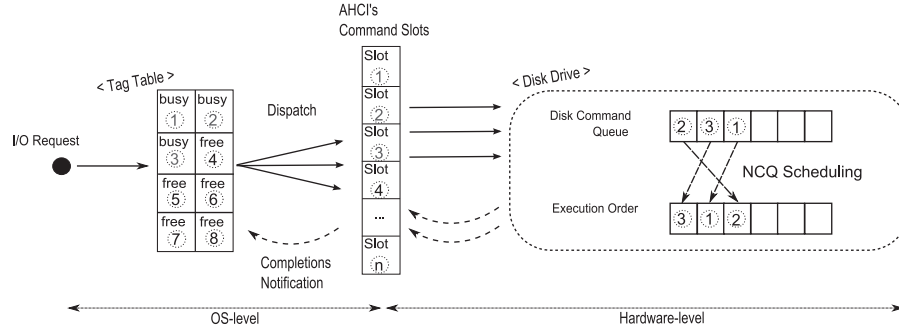 AHCI's
Command Slots
< Tag Table >
< Disk Drive >
I/O Request
busy busy
1 2
busy free
3 4
free free
5 6
free free
7 8
Dispatch
Completions
Notification
Slot
1
Slot
2
Slot
3
Slot
4
...
Slot
n
Disk Command
Queue
2 3 1
NCQ Scheduling
Execution Order
3 1 2
OS-level
Hardware-level